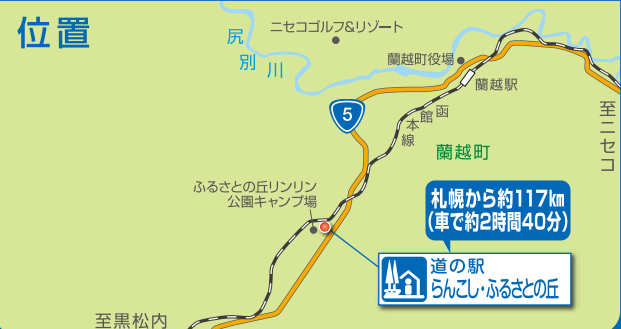 位置
ニセコゴルフ&リゾート
尻別川
蘭越町役場
蘭越駅
至ニセコ
5
函館本線
蘭越町
ふるさとの丘リンリン
公園キャンプ場
札幌から約117km
(車で約2時間40分)
道の駅
らんこし・ふるさとの丘
至黒松内